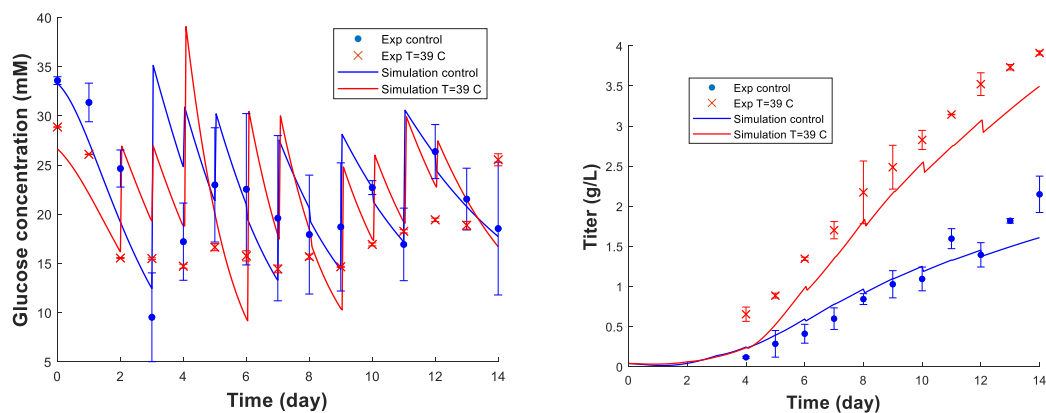 40
35
30
25
20
15
10
5
0
2
4
6
8
10
12
14
Glucose concentration (mM)
Time (day)
Exp control
Exp T=39 C
Simulation control
Simulation T=39 C
4
3.5
3
2.5
2
1.5
1
0.5
0
0
2
4
6
8
10
12
14
Titer (g/L)
Time (day)
Exp control
Exp T=39 C
Simulation control
Simulation T=39 C